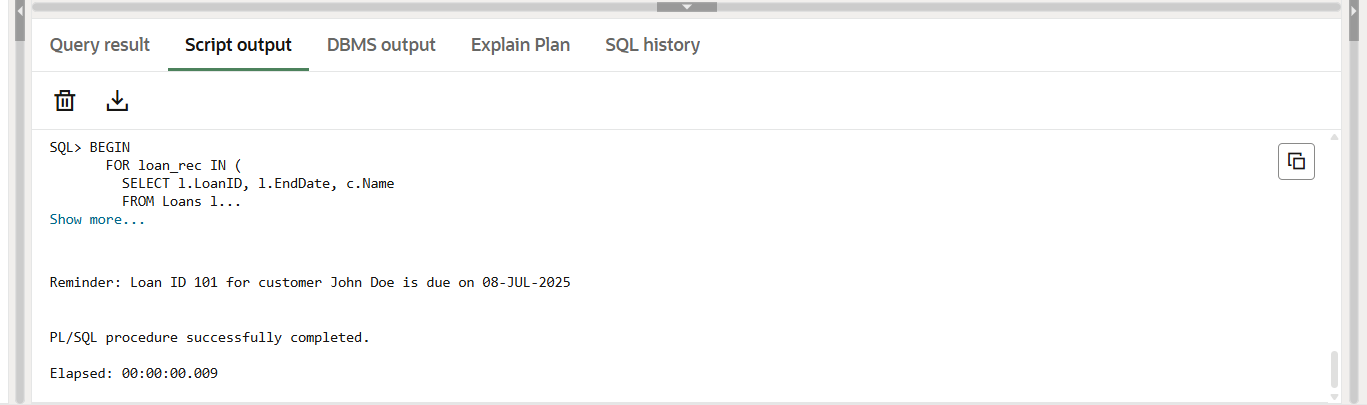 Query result Script output DBMS output Explain Plan SQL history
SQL> BEGIN
FOR loan_rec IN (
SELECT l.LoanID, l.EndDate, c.Name
FROM Loans l...
Show more...
Reminder: Loan ID 101 for customer John Doe is due on 08-JUL-2025
PL/SQL procedure successfully completed.
Elapsed: 00:00:00.009